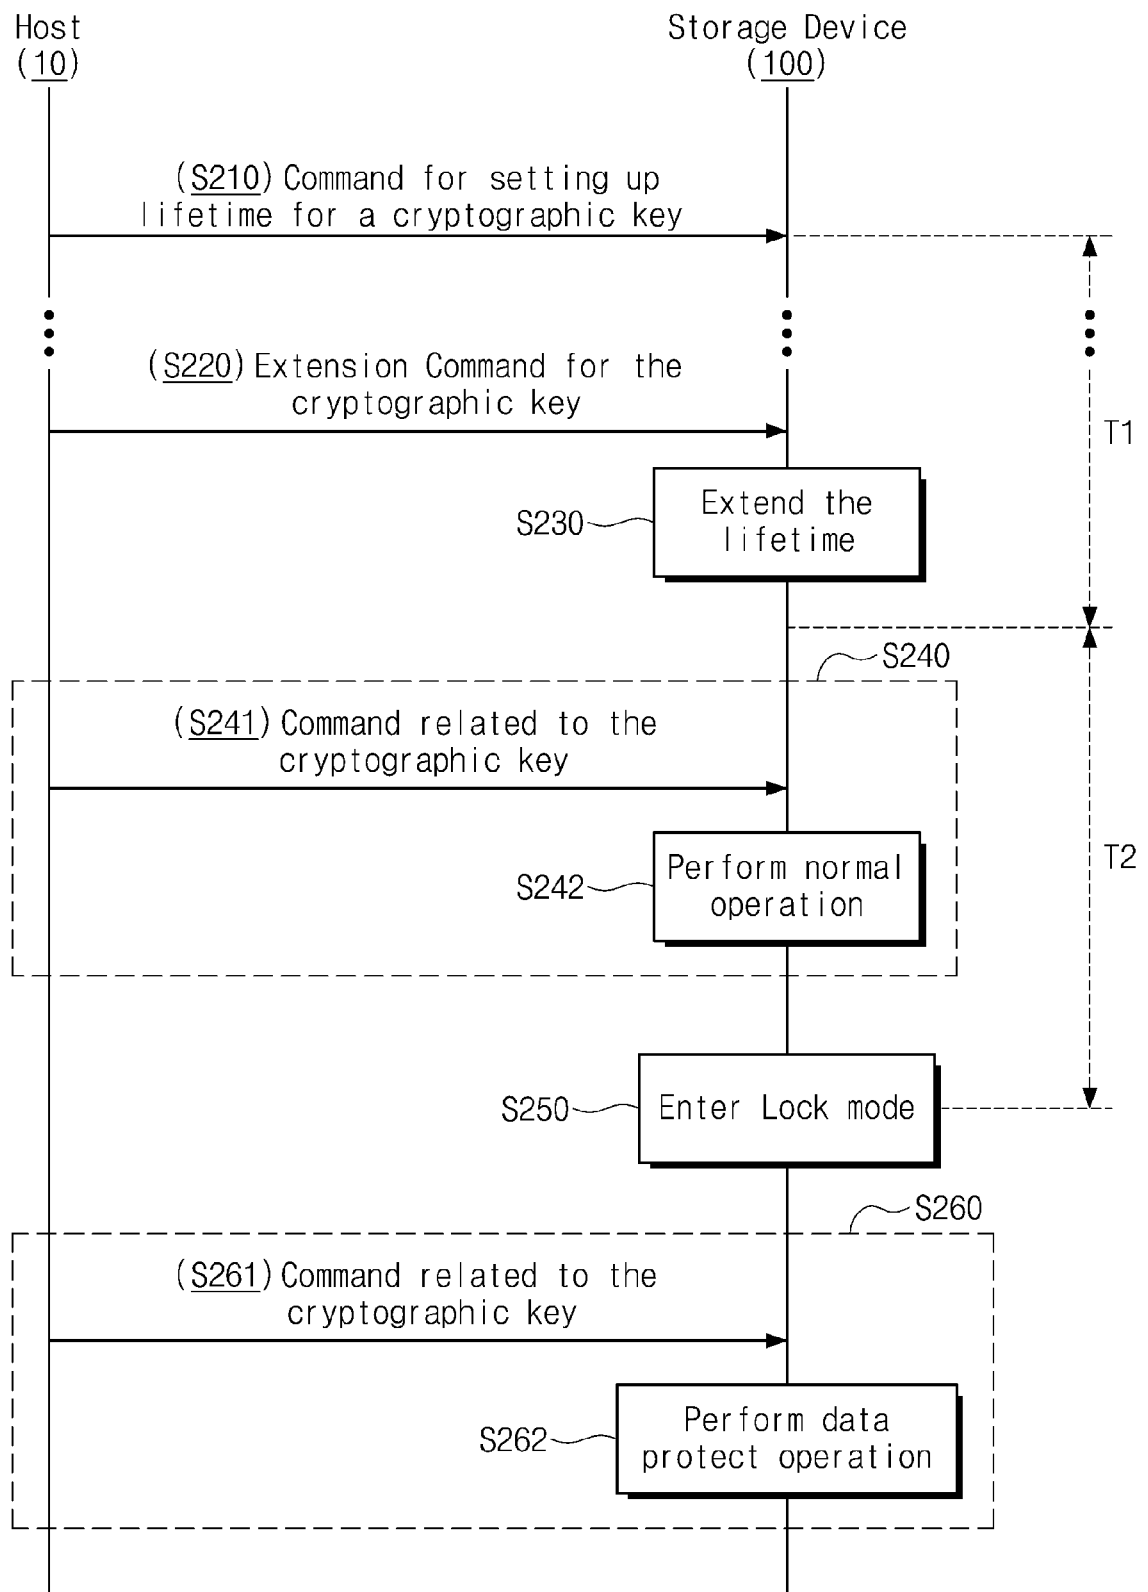 Host
(10)
Storage Device
(100)
(S210) Command for setting up
lifetime for a cryptographic key
(S220) Extension Command for the
cryptographic key
T1
S230
Extend the
lifetime
S240
(S241) Command related to the
cryptographic key
S242
Perform normal
operation
T2
S250
Enter Lock mode
S260
(S261) Command related to the
cryptographic key
S262
Perform data
protect operation